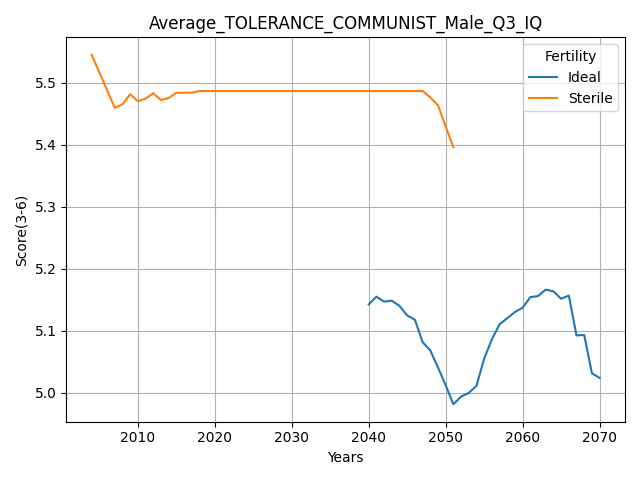 Average_TOLERANCE_COMMUNIST_Male_Q3_IQ
Fertility
Ideal
Sterile
Score(3-6)
5.5
5.4
5.3
5.2
5.1
5.0
2010 2020 2030 2040 2050 2060 2070
Years